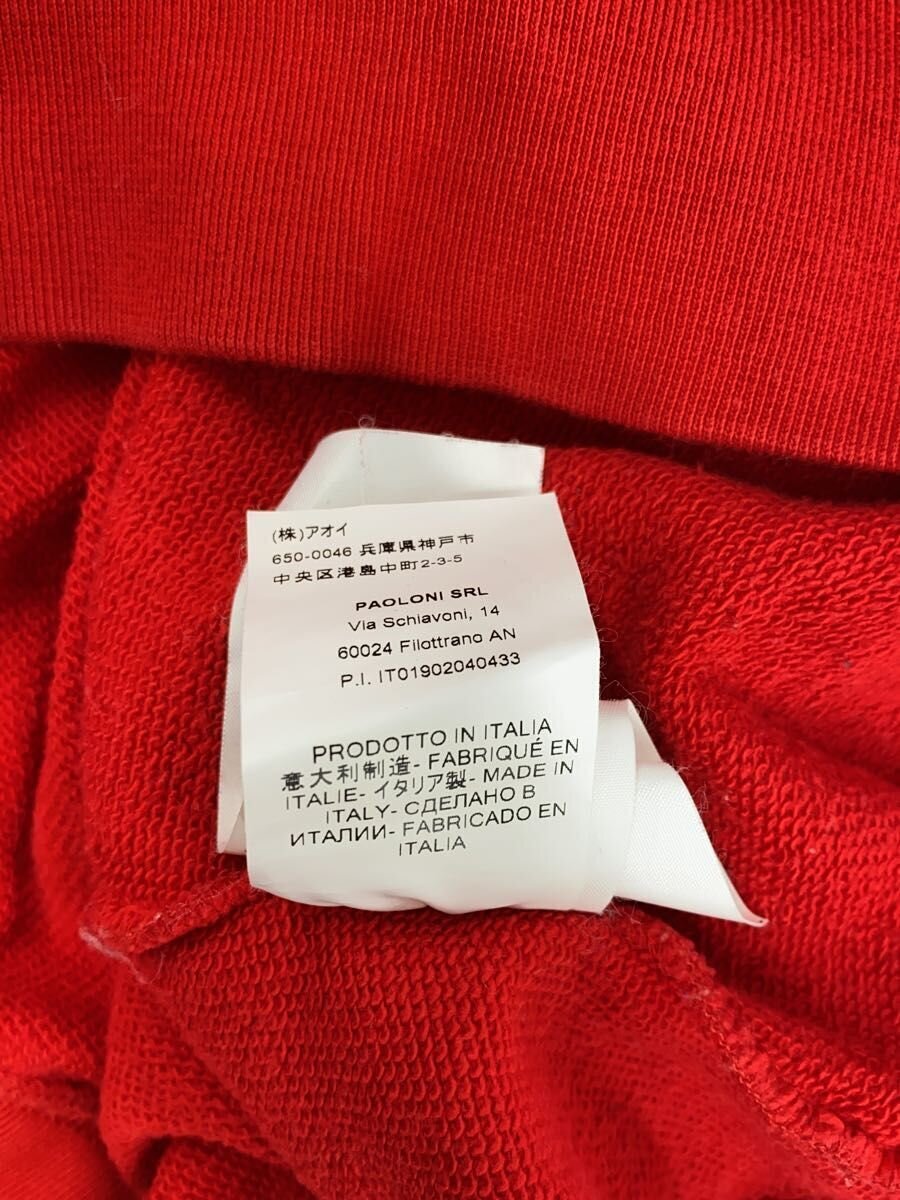 (株)アオイ
650-0046 兵庫県神戸市
中央区港島中町2-3-5
PAOLONI SRL
Via Schiavoni, 14
60024 Filottrano AN
P.I. IT01902040433
PRODOTTO IN ITALIA
意大利制造- FABRIQUÉ EN
ITALIE- イタリア製- MADE IN
ITALY- СДЕЛАНО В
ИТАЛИИ- FABRICADO EN
ITALIA